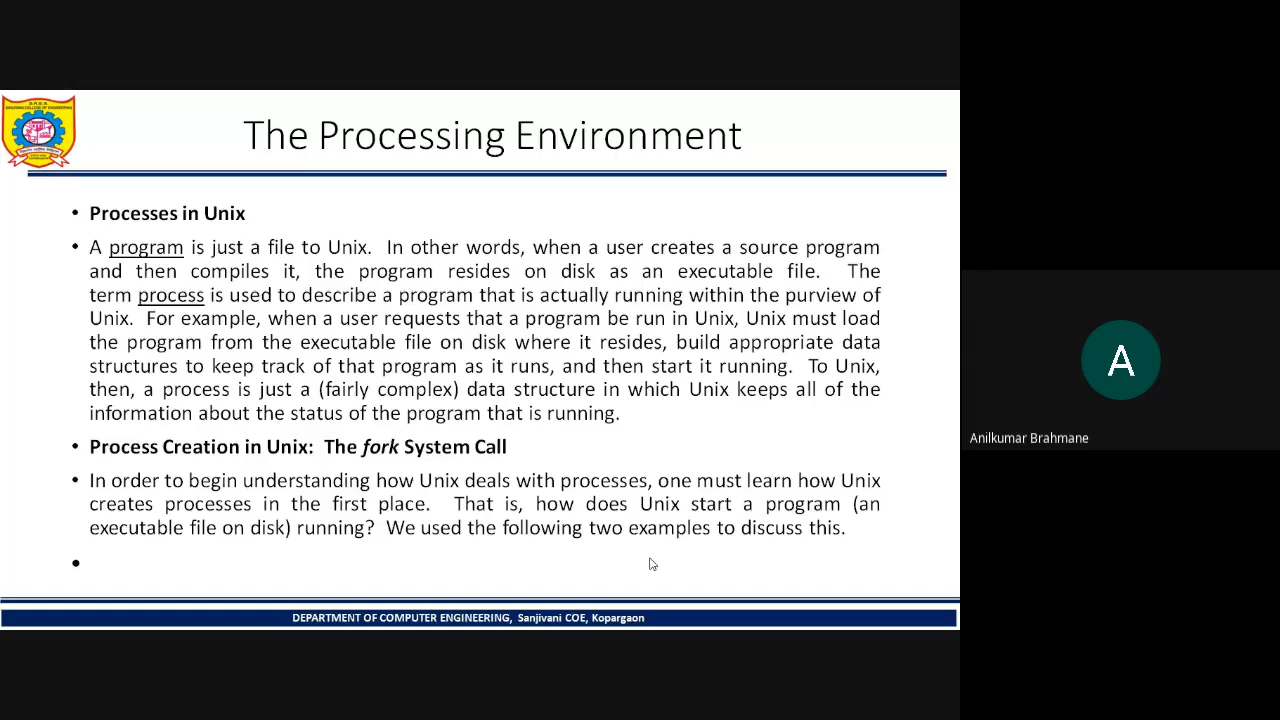 The Processing Environment
• Processes in Unix
• A program is just a file to Unix. In other words, when a user creates a source program
and then compiles it, the program resides on disk as an executable file. The
term process is used to describe a program that is actually running within the purview of
Unix. For example, when a user requests that a program be run in Unix, Unix must load
the program from the executable file on disk where it resides, build appropriate data
structures to keep track of that program as it runs, and then start it running. To Unix,
then, a process is just a (fairly complex) data structure in which Unix keeps all of the
information about the status of the program that is running.
• Process Creation in Unix: The fork System Call
• In order to begin understanding how Unix deals with processes, one must learn how Unix
creates processes in the first place. That is, how does Unix start a program (an
executable file on disk) running? We used the following two examples to discuss this.
•
DEPARTMENT OF COMPUTER ENGINEERING, Sanjivani COE, Kopargaon
A
Anilkumar Brahmane